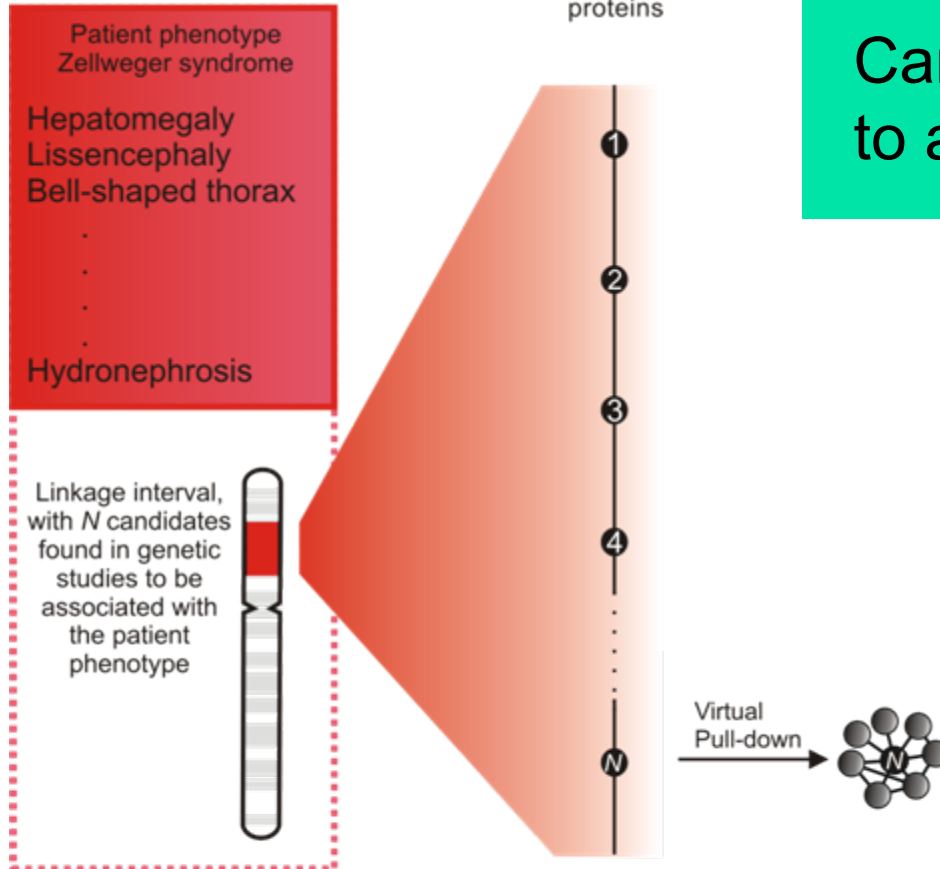 proteins
Patient phenotype
Zellweger syndrome
Hepatomegaly
Lissencephaly
Bell-shaped thorax
.
.
.
.
Hydronephrosis
Linkage interval,
with N candidates
found in genetic
studies to be
associated with
the patient
phenotype
1
2
3
4
N
Virtual
Pull-down
N
to